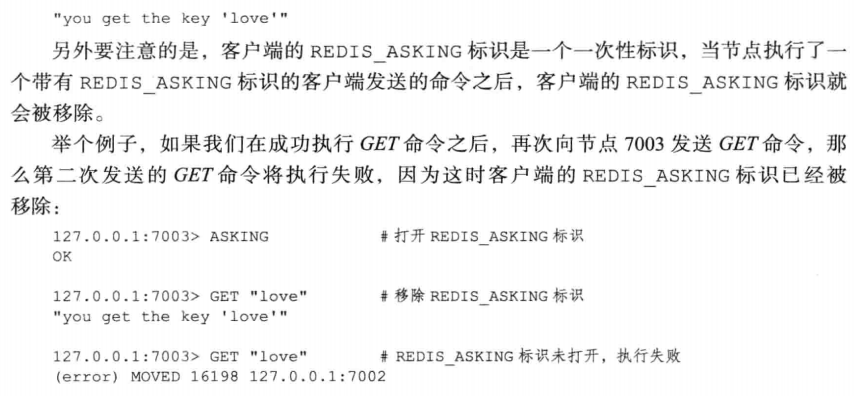 "you get the key 'love'"
另外要注意的是，客户端的 REDIS_ASKING 标识是一个一次性标识，当节点执行了一
个带有 REDIS_ASKING 标识的客户端发送的命令之后，客户端的 REDIS_ASKING 标识就
会被移除。
举个例子，如果我们在成功执行 GET 命令之后，再次向节点 7003 发送 GET 命令，那
么第二次发送的 GET 命令将执行失败，因为这时客户端的 REDIS_ASKING 标识已经被
移除：
127.0.0.1:7003> ASKING # 打开 REDIS_ASKING 标识
OK
127.0.0.1:7003> GET "love" # 移除 REDIS_ASKING 标识
"you get the key 'love'"
127.0.0.1:7003> GET "love" # REDIS_ASKING 标识未打开，执行失败
(error) MOVED 16198 127.0.0.1:7002